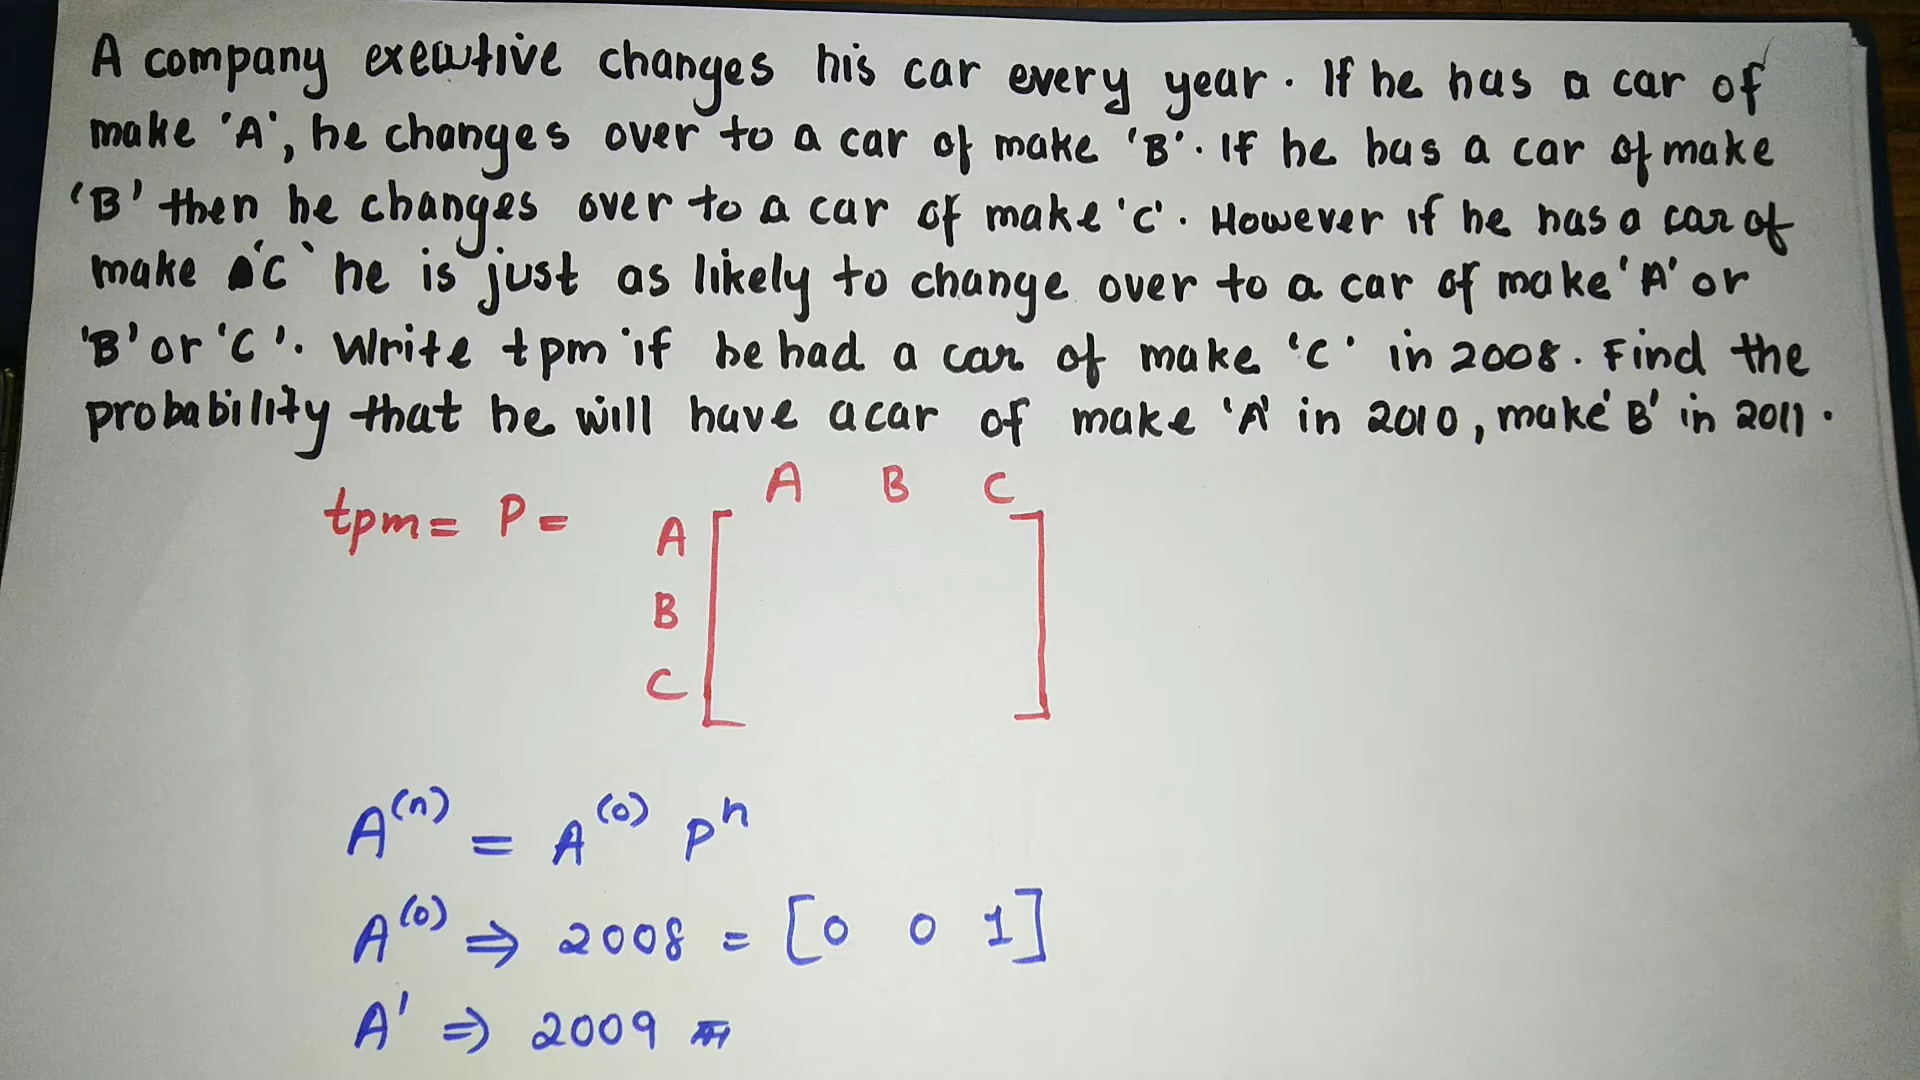 A company executive changes his car every year. If he has a car of
make 'A', he changes over to a car of make 'B'. If he has a car of make
'B' then he changes over to a car of make 'C'. However if he has a car of
make 'C' he is just as likely to change over to a car of make 'A' or
'B' or 'C'. Write tpm if he had a car of make 'C' in 2008. Find the
probability that he will have a car of make 'A' in 2010, make 'B' in 2011.
A B C
tpm = P =
A
B
C
A⁽ⁿ⁾ = A⁽⁰⁾ Pⁿ
A⁽⁰⁾ ⇒ 2008 = [0 0 1]
A' ⇒ 2009